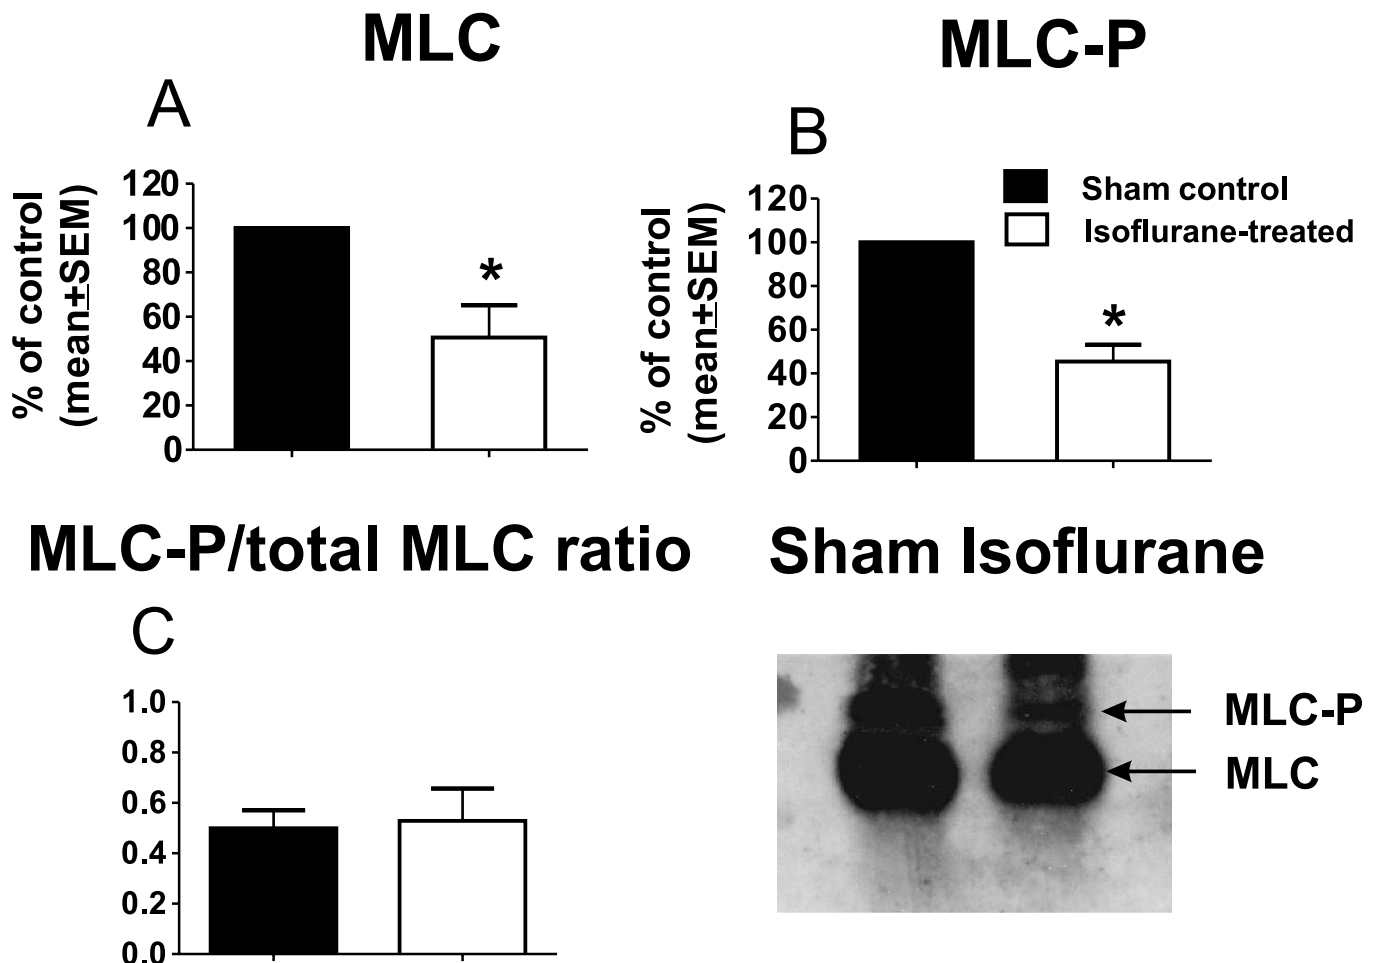 MLC
A
% of control
(mean±SEM)
120
100
80
60
40
20
0
*
MLC-P
B
% of control
(mean±SEM)
120
100
80
60
40
20
0
*
Sham control
Isoflurane-treated
MLC-P/total MLC ratio
C
1.0
0.8
0.6
0.4
0.2
0.0
Sham Isoflurane
MLC-P
MLC